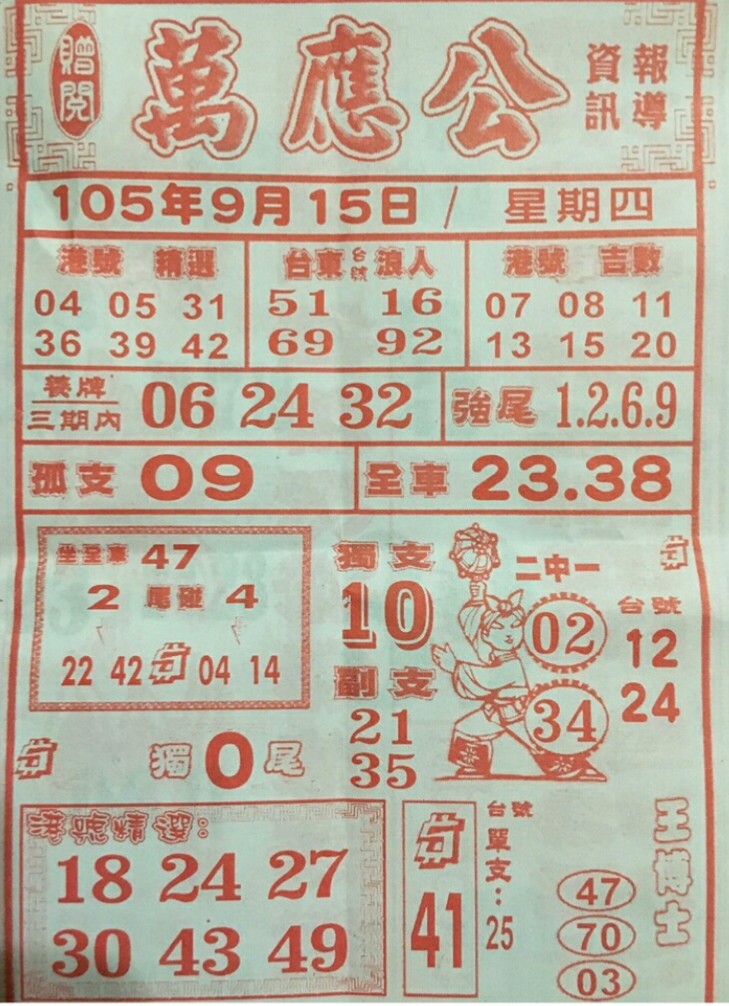 贈閱 萬應公 資訊 報導
105年9月15日 / 星期四
港號 精選
04 05 31
36 39 42
台東 台號 浪人
51 16
69 92
港號 吉數
07 08 11
13 15 20
養牌
三期內
06 24 32
強尾 1.2.6.9
孤支 09
全車 23.38
坐全車 47
2 尾碰 4
22 42 04 14
獨支
10
副支
21
35
二中一
02
34
台號
12
24
獨 0 尾
港號精選:
18 24 27
30 43 49
41
台號
單支:
25
王博士
47
70
03